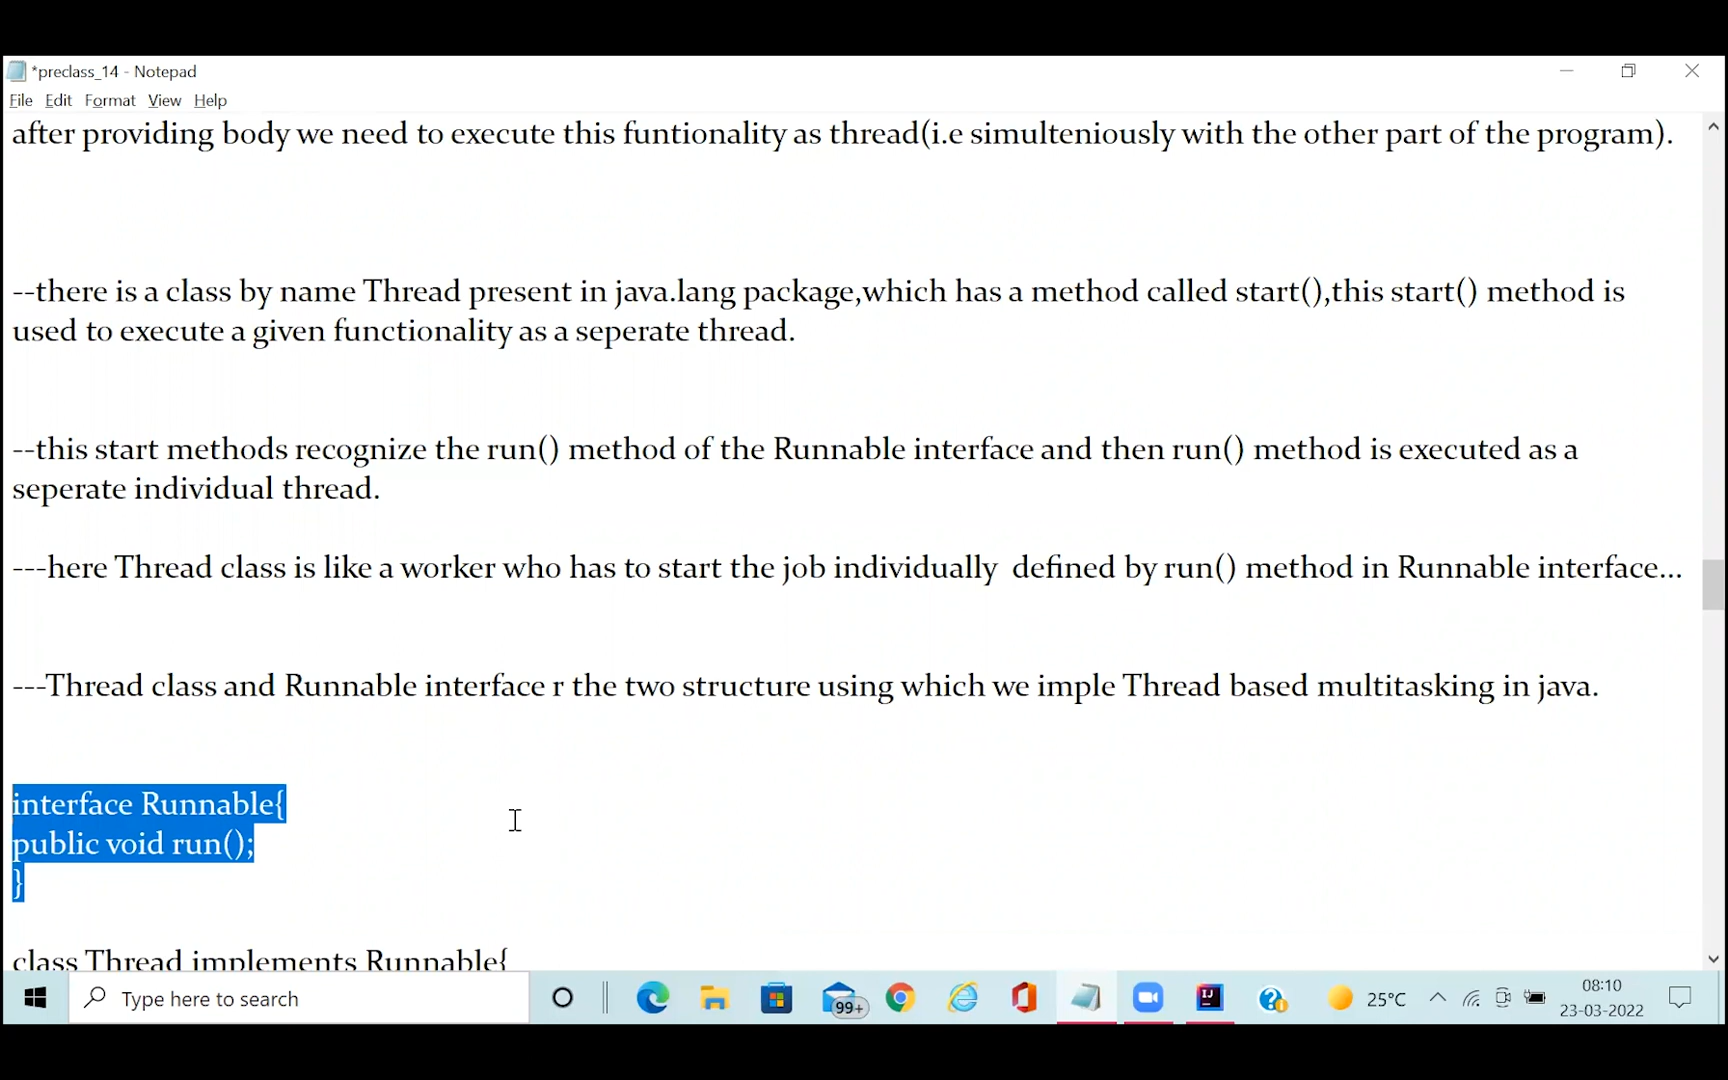 *preclass_14 - Notepad
File Edit Format View Help
after providing body we need to execute this funtionality as thread(i.e simulteniously with the other part of the program).
--there is a class by name Thread present in java.lang package,which has a method called start(),this start() method is
used to execute a given functionality as a seperate thread.
--this start methods recognize the run() method of the Runnable interface and then run() method is executed as a
seperate individual thread.
---here Thread class is like a worker who has to start the job individually  defined by run() method in Runnable interface...
---Thread class and Runnable interface r the two structure using which we imple Thread based multitasking in java.
interface Runnable{
public void run();
}
class Thread implements Runnable{
Type here to search
99+
IJ
25°C
08:10
23-03-2022